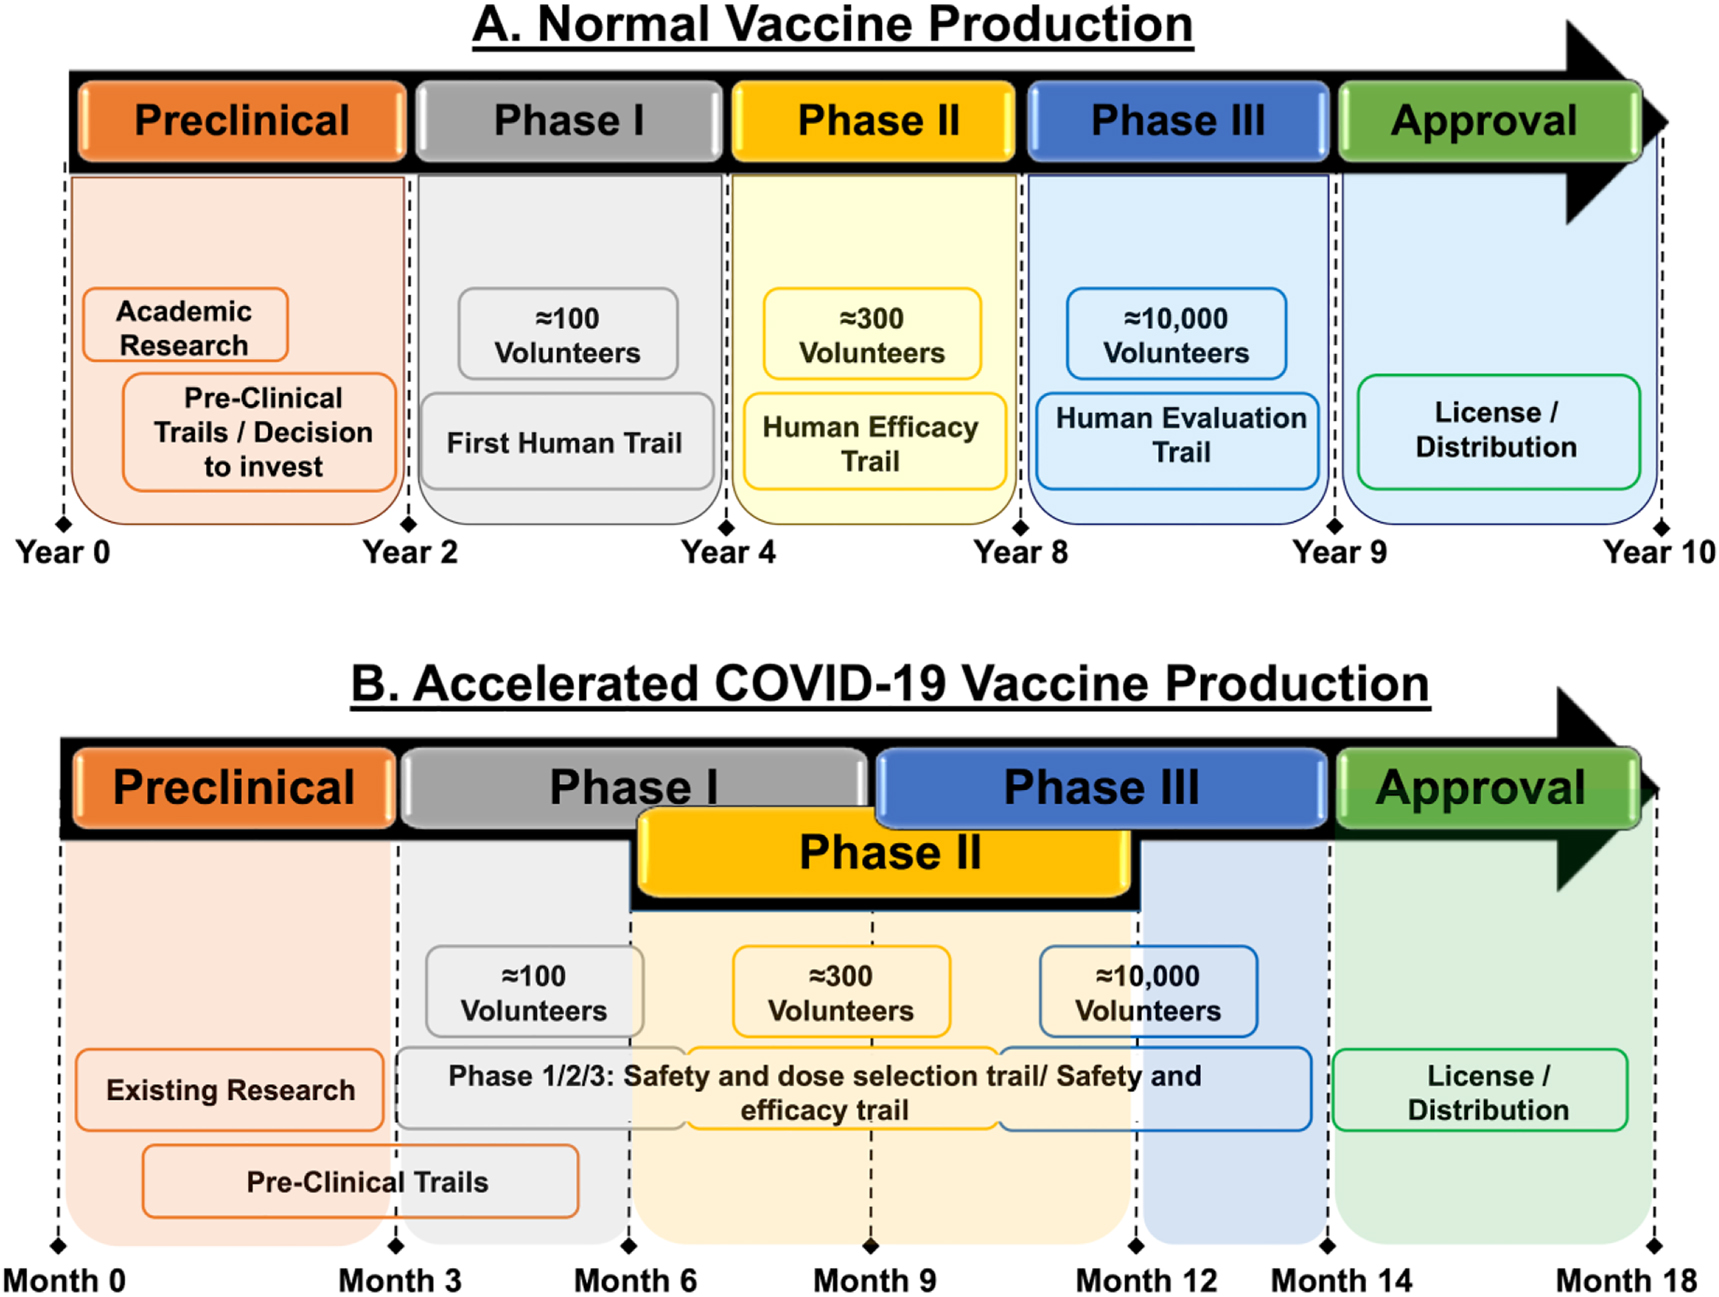 A. Normal Vaccine Production
Preclinical
Phase I
Phase II
Phase III
Approval
Academic
Research
Pre-Clinical
Trails / Decision
to invest
≈100
Volunteers
First Human Trail
≈300
Volunteers
Human Efficacy
Trail
≈10,000
Volunteers
Human Evaluation
Trail
License /
Distribution
Year 0
Year 2
Year 4
Year 8
Year 9
Year 10
B. Accelerated COVID-19 Vaccine Production
Preclinical
Phase I
Phase III
Approval
Phase II
≈100
Volunteers
≈300
Volunteers
≈10,000
Volunteers
Existing Research
Phase 1/2/3: Safety and dose selection trail/ Safety and
efficacy trail
License /
Distribution
Pre-Clinical Trails
Month 0
Month 3
Month 6
Month 9
Month 12
Month 14
Month 18